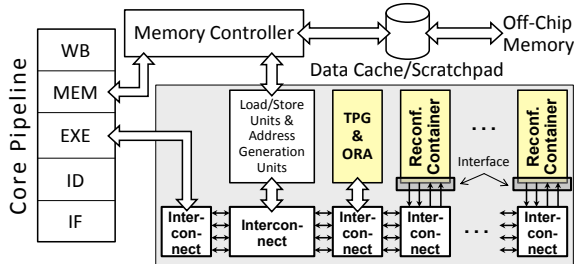 Core Pipeline
WB
MEM
EXE
ID
IF
Memory Controller
Data Cache/Scratchpad
Off-Chip
Memory
Load/Store
Units &
Address
Generation
Units
TPG
&
ORA
Reconf.
Container
...
Reconf.
Container
Interface
Inter-
con-
nect
Intercon-
nect
Inter-
con-
nect
Inter-
con-
nect
...
Inter-
con-
nect